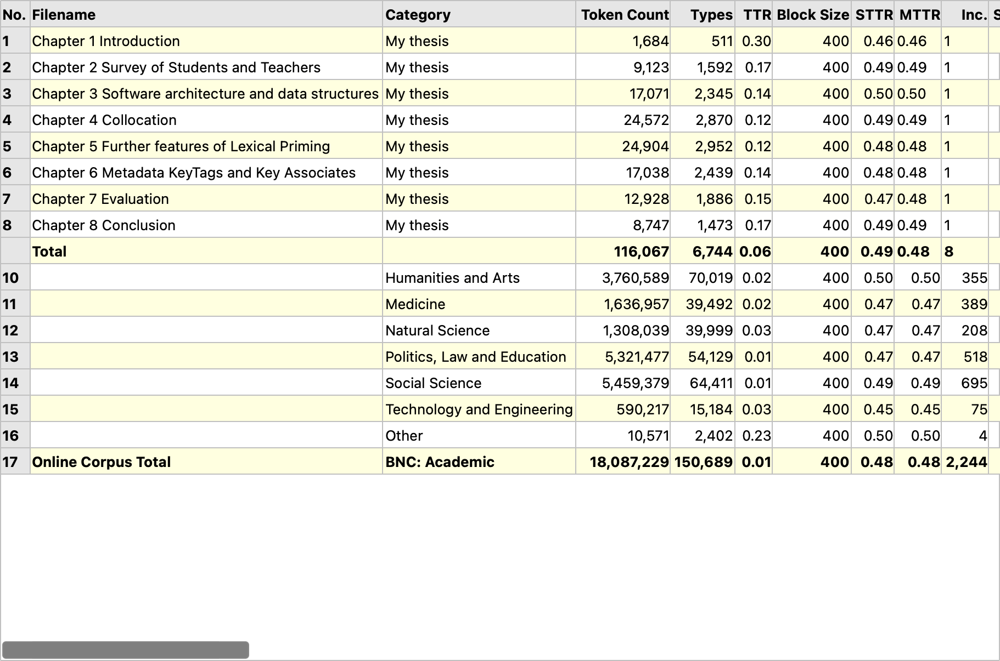 No. Filename Category Token Count Types TTR Block Size STTR MTTR Inc. S
1 Chapter 1 Introduction My thesis 1,684 511 0.30 400 0.46 0.46 1
2 Chapter 2 Survey of Students and Teachers My thesis 9,123 1,592 0.17 400 0.49 0.49 1
3 Chapter 3 Software architecture and data structures My thesis 17,071 2,345 0.14 400 0.50 0.50 1
4 Chapter 4 Collocation My thesis 24,572 2,870 0.12 400 0.49 0.49 1
5 Chapter 5 Further features of Lexical Priming My thesis 24,904 2,952 0.12 400 0.48 0.48 1
6 Chapter 6 Metadata KeyTags and Key Associates My thesis 17,038 2,439 0.14 400 0.48 0.48 1
7 Chapter 7 Evaluation My thesis 12,928 1,886 0.15 400 0.47 0.48 1
8 Chapter 8 Conclusion My thesis 8,747 1,473 0.17 400 0.49 0.49 1
Total 116,067 6,744 0.06 400 0.49 0.48 8
10 Humanities and Arts 3,760,589 70,019 0.02 400 0.50 0.50 355
11 Medicine 1,636,957 39,492 0.02 400 0.47 0.47 389
12 Natural Science 1,308,039 39,999 0.03 400 0.47 0.47 208
13 Politics, Law and Education 5,321,477 54,129 0.01 400 0.47 0.47 518
14 Social Science 5,459,379 64,411 0.01 400 0.49 0.49 695
15 Technology and Engineering 590,217 15,184 0.03 400 0.45 0.45 75
16 Other 10,571 2,402 0.23 400 0.50 0.50 4
17 Online Corpus Total BNC: Academic 18,087,229 150,689 0.01 400 0.48 0.48 2,244